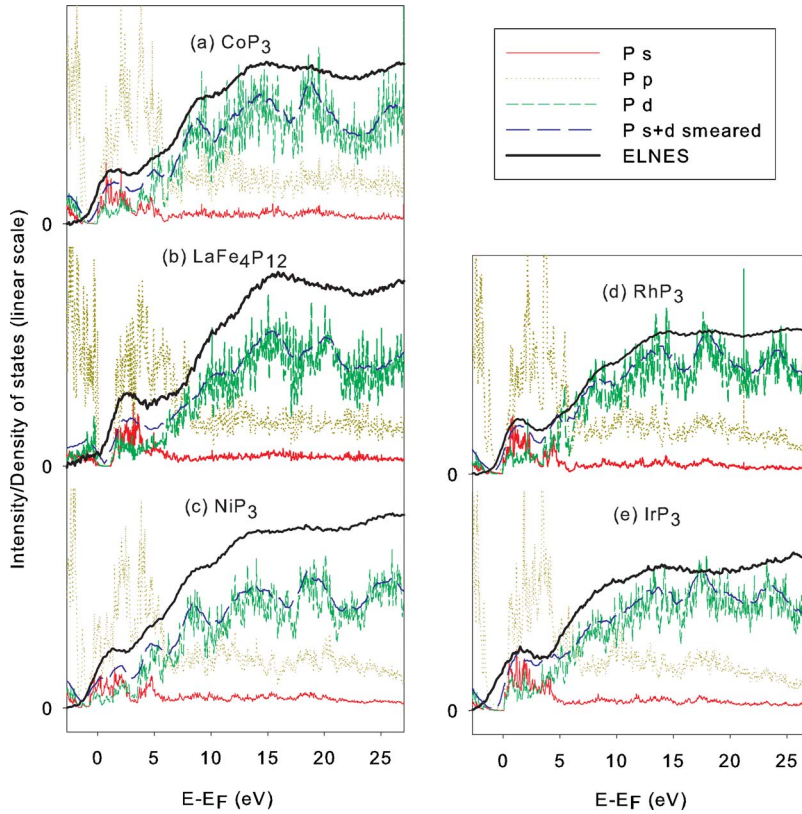 (a) CoP3
0
(b) LaFe4P12
0
(c) NiP3
0
0 5 10 15 20 25
E-EF (eV)
Intensity/Density of states (linear scale)
P s
P p
P d
P s+d smeared
ELNES
(d) RhP3
0
(e) IrP3
0
0 5 10 15 20 25
E-EF (eV)